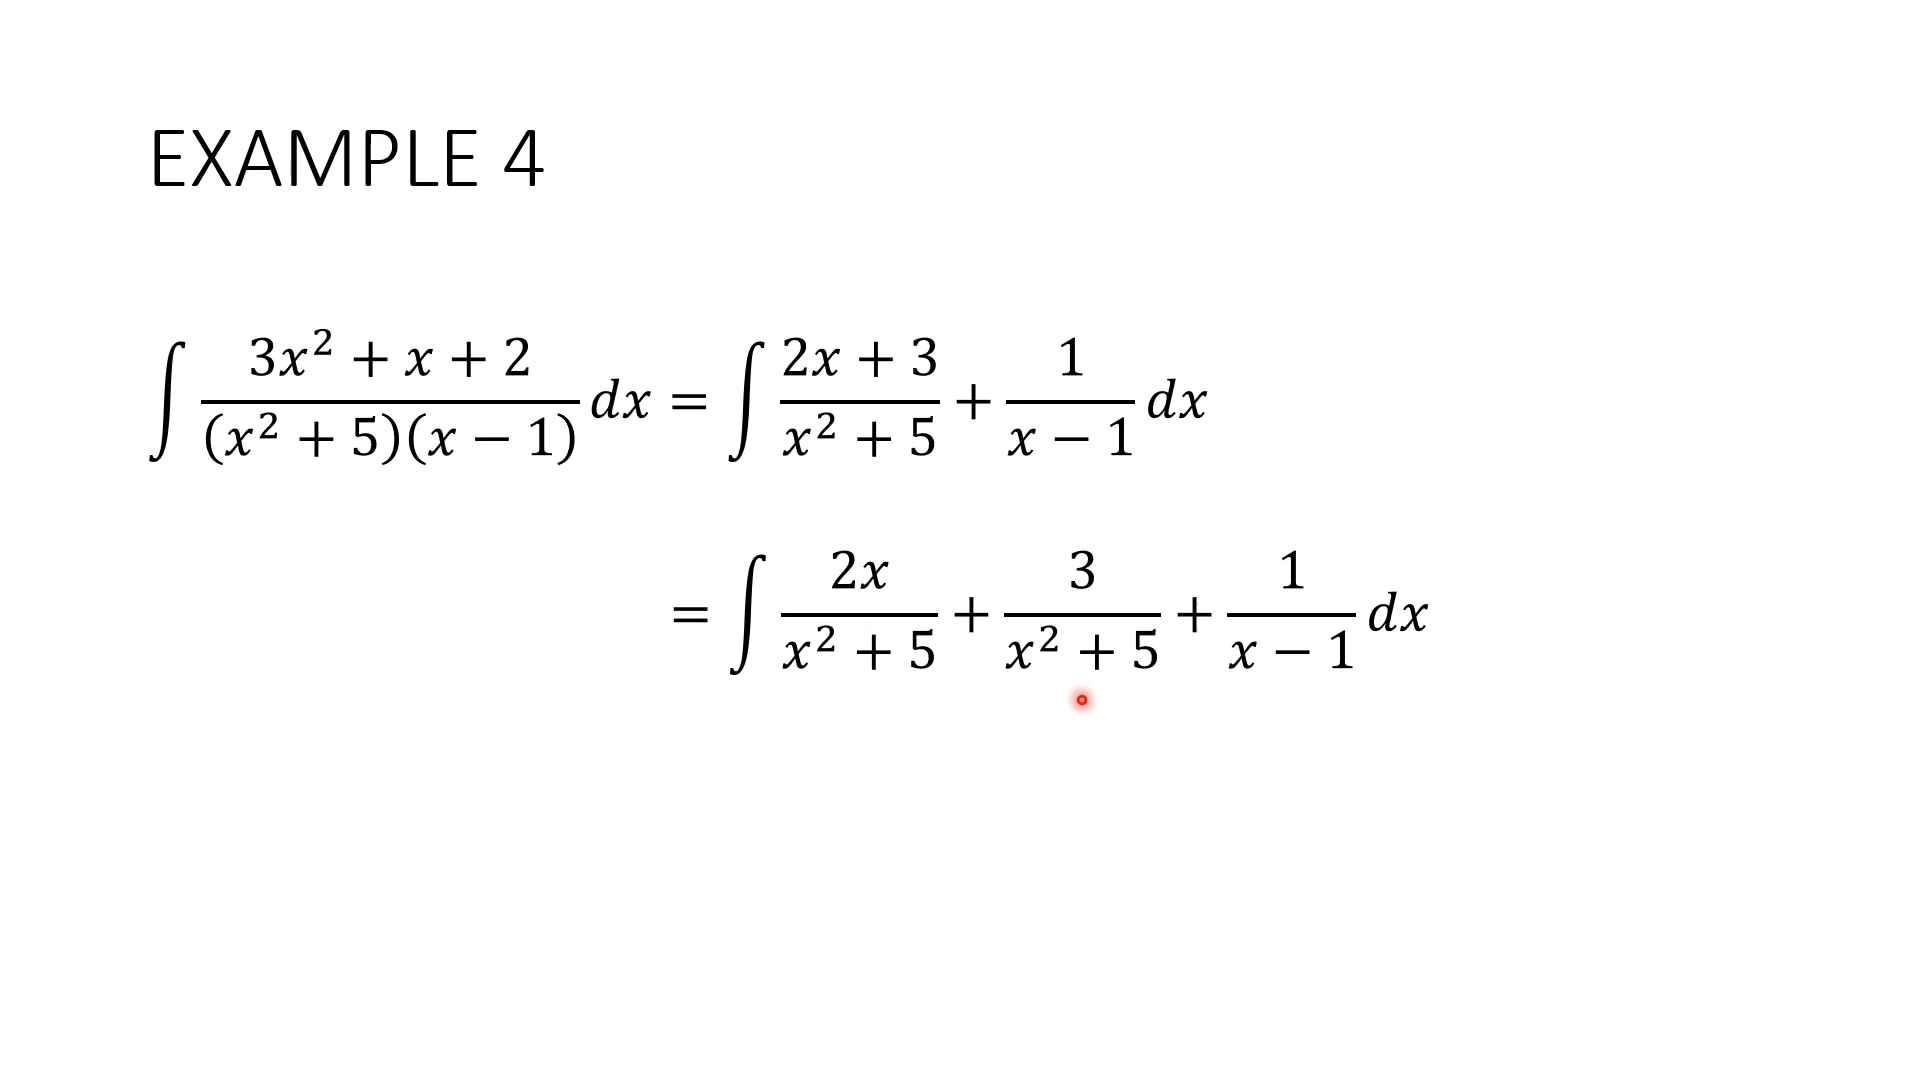 EXAMPLE 4
∫ (3x² + x + 2)/((x² + 5)(x − 1)) dx = ∫ (2x + 3)/(x² + 5) + 1/(x − 1) dx
= ∫ 2x/(x² + 5) + 3/(x² + 5) + 1/(x − 1) dx